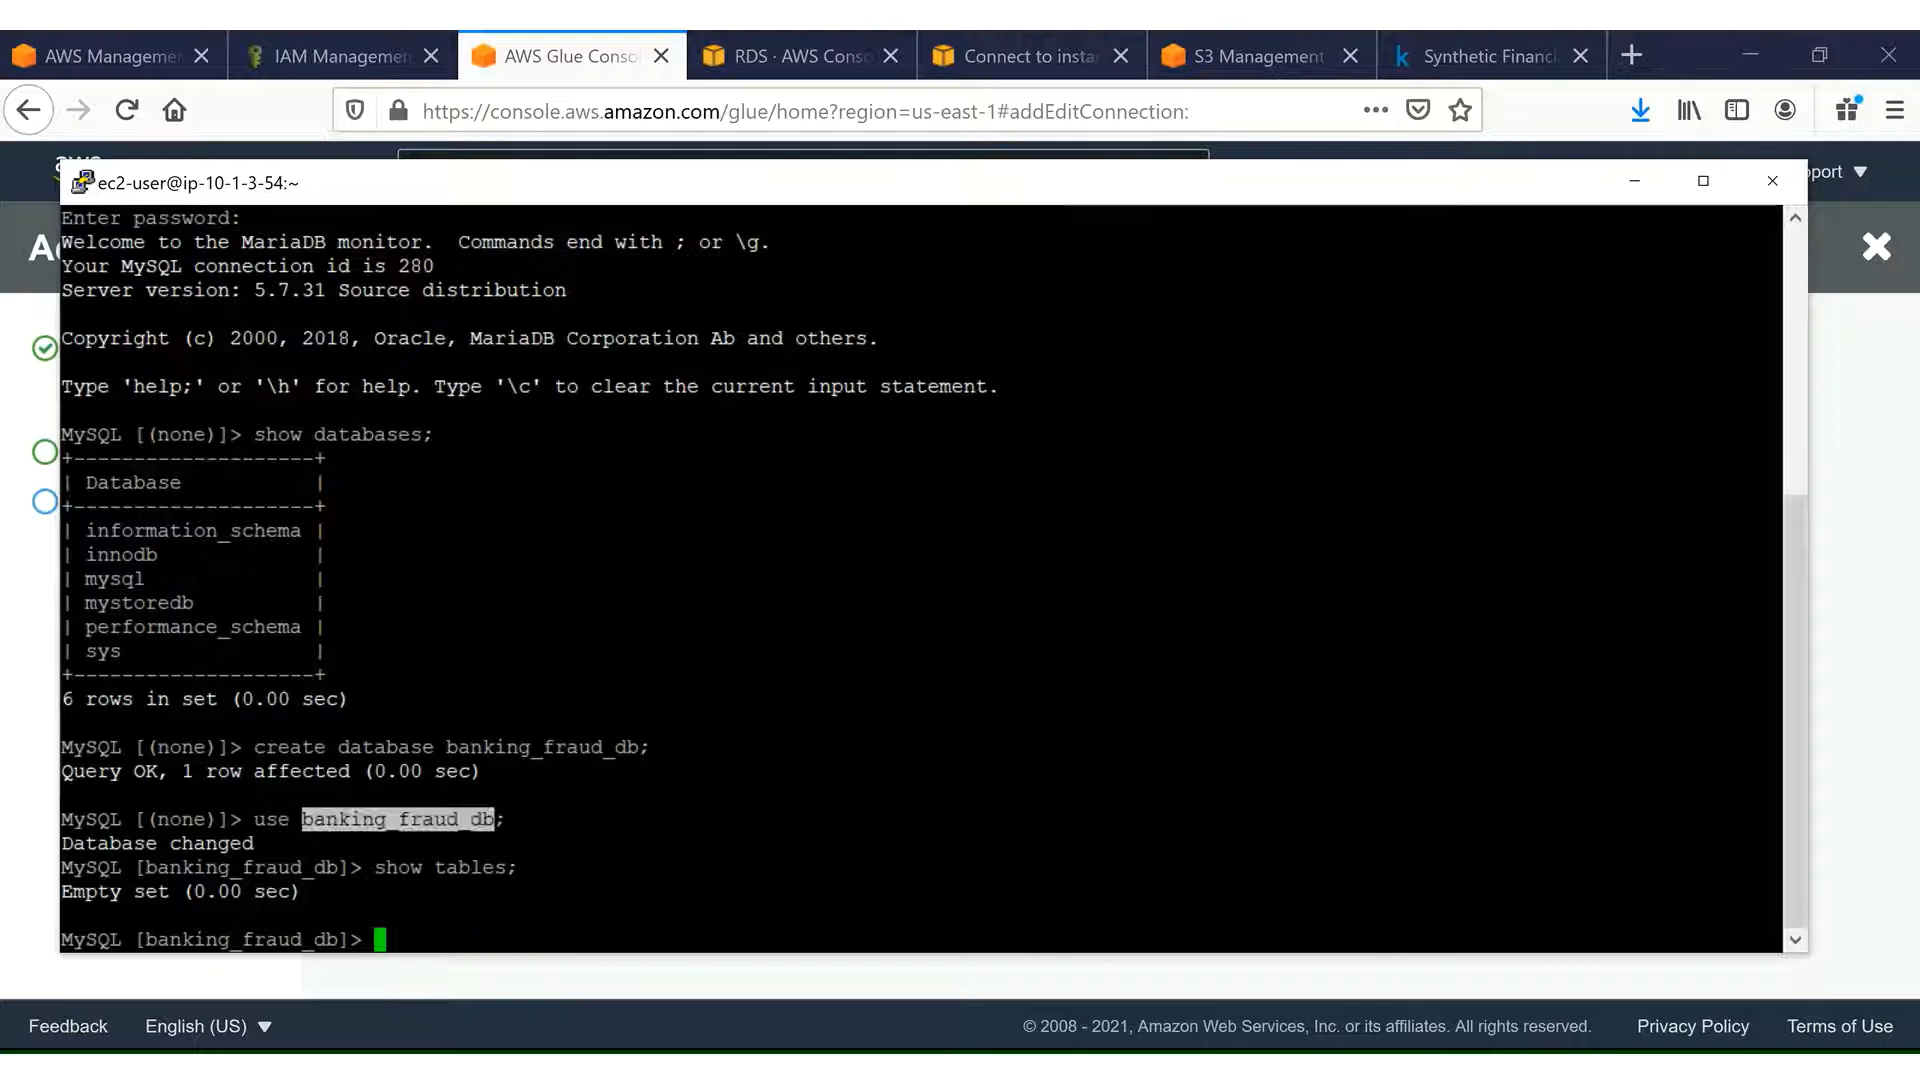 AWS Managemen
IAM Managemen
AWS Glue Conso
RDS · AWS Conso
Connect to insta
S3 Management
Synthetic Financi
https://console.aws.amazon.com/glue/home?region=us-east-1#addEditConnection:
aws
pport
ec2-user@ip-10-1-3-54:~
A
Enter password:
Welcome to the MariaDB monitor.  Commands end with ; or \g.
Your MySQL connection id is 280
Server version: 5.7.31 Source distribution
Copyright (c) 2000, 2018, Oracle, MariaDB Corporation Ab and others.
Type 'help;' or '\h' for help. Type '\c' to clear the current input statement.
MySQL [(none)]> show databases;
+--------------------+
| Database           |
+--------------------+
| information_schema |
| innodb             |
| mysql              |
| mystoredb          |
| performance_schema |
| sys                |
+--------------------+
6 rows in set (0.00 sec)
MySQL [(none)]> create database banking_fraud_db;
Query OK, 1 row affected (0.00 sec)
MySQL [(none)]> use banking_fraud_db;
Database changed
MySQL [banking_fraud_db]> show tables;
Empty set (0.00 sec)
MySQL [banking_fraud_db]>
Feedback
English (US)
© 2008 - 2021, Amazon Web Services, Inc. or its affiliates. All rights reserved.
Privacy Policy
Terms of Use